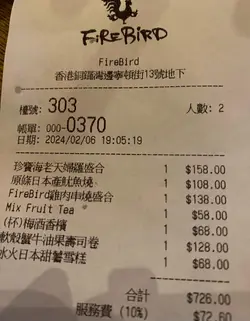 FIREBIRD
FireBird
香港銅鑼灣邊寧頓街13號地下
檯號: 303 人數: 2
帳單: 000-0370
日期: 2024/02/06 19:05:19
珍寶海老天婦羅盛合 1 $158.00
原條日本產魷魚燒 1 $108.00
FireBird雞肉串燒盛合 1 $138.00
Mix Fruit Tea 1 $58.00
(杯)梅酒香檳 1 $68.00
軟殼蟹牛油果壽司卷 1 $128.00
冰火日本甜薯雪糕 1 $68.00
合計 $726.00
服務費 (10%) $72.60